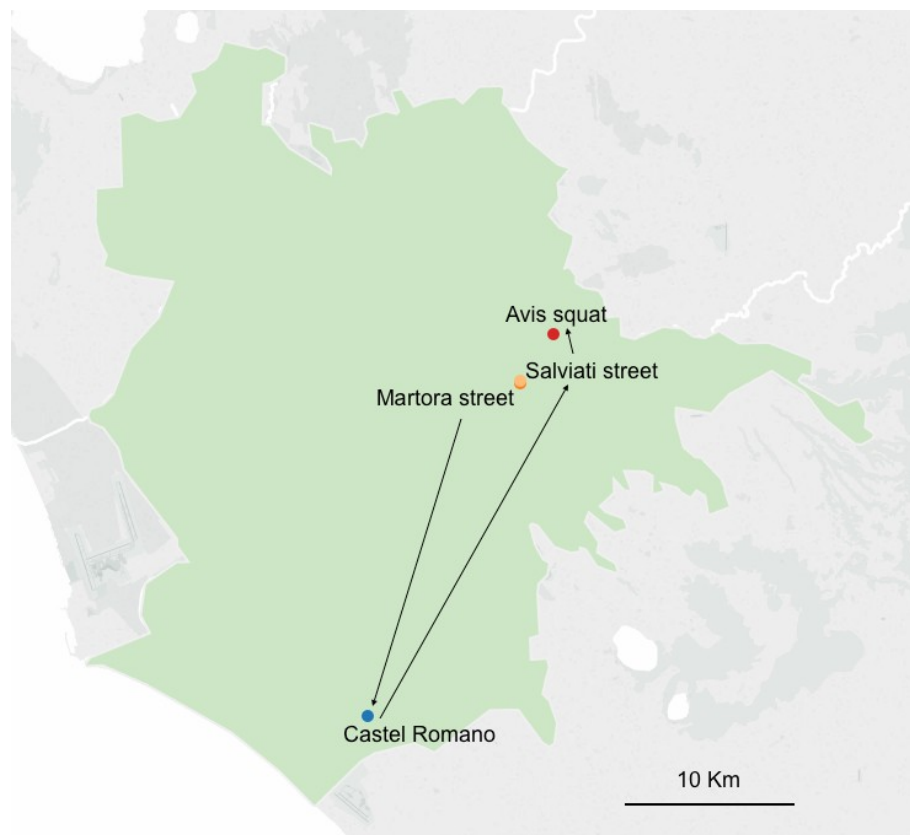 Avis squat
Salviati street
Martora street
Castel Romano
10 Km